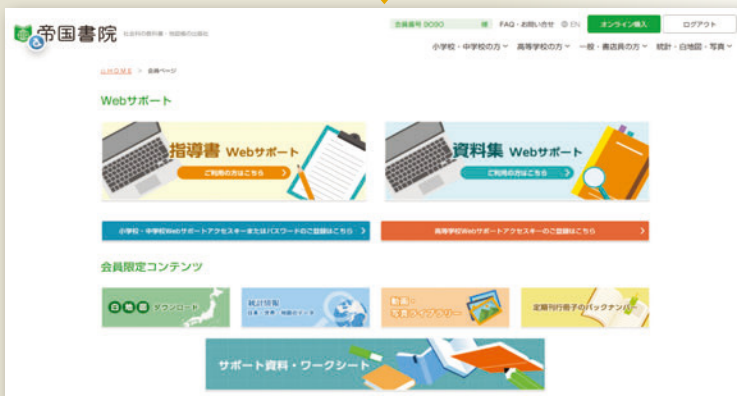 会員番号 9090 様 FAQ・お問い合せ EN オンライン購入 ログアウト
帝国書院 社会科の教科書・地図帳の出版社
小学校・中学校の方 高等学校の方 一般・書店員の方 統計・白地図・写真
HOME > 会員ページ
Webサポート
指導書 Webサポート
ご利用の方はこちら
資料集 Webサポート
ご利用の方はこちら
小学校・中学校Webサポートアクセスキーまたはパスワードのご登録はこちら
高等学校Webサポートアクセスキーのご登録はこちら
会員限定コンテンツ
白地図 ダウンロード
統計情報
日本・世界・地図のデータ
動画・
写真ライブラリー
定期刊行冊子のバックナンバー
サポート資料・ワークシート